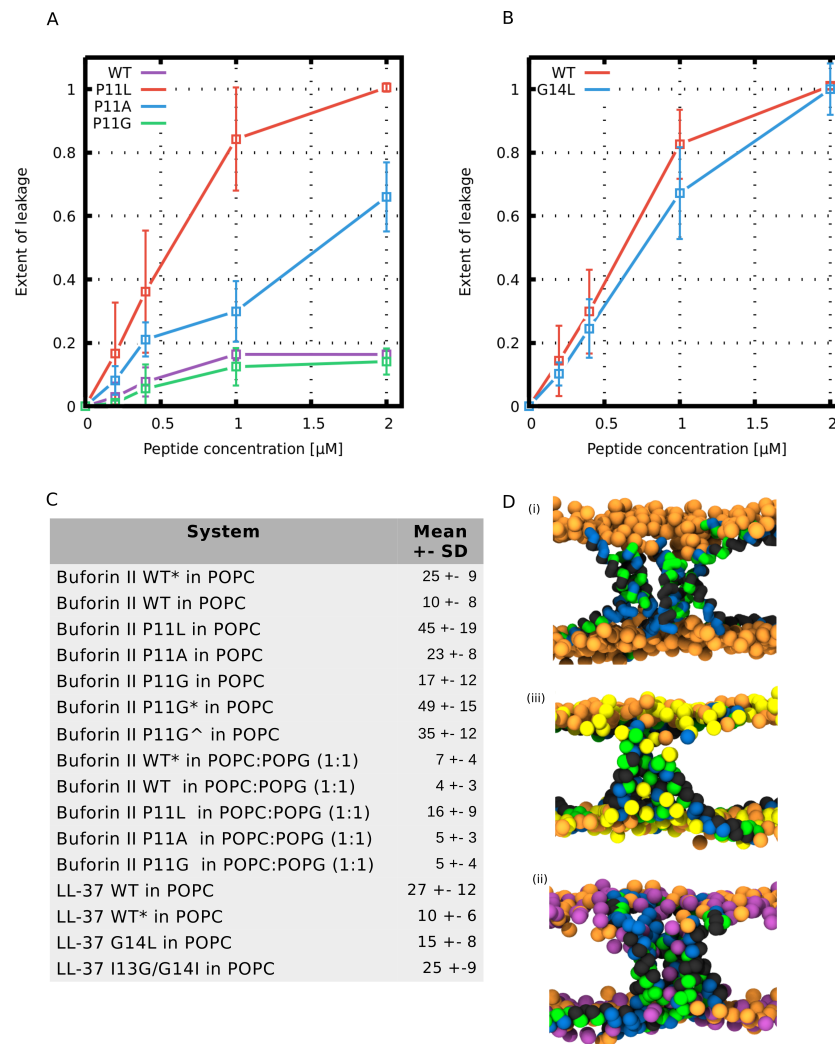 A
WT
P11L
P11A
P11G
1
0.8
0.6
0.4
0.2
0
0
0.5
1
1.5
2
Extent of leakage
Peptide concentration [µM]
B
WT
G14L
1
0.8
0.6
0.4
0.2
0
0
0.5
1
1.5
2
Extent of leakage
Peptide concentration [µM]
C
System Mean
+- SD
Buforin II WT* in POPC 25 +- 9
Buforin II WT in POPC 10 +- 8
Buforin II P11L in POPC 45 +- 19
Buforin II P11A in POPC 23 +- 8
Buforin II P11G in POPC 17 +- 12
Buforin II P11G* in POPC 49 +- 15
Buforin II P11G^ in POPC 35 +- 12
Buforin II WT* in POPC:POPG (1:1) 7 +- 4
Buforin II WT in POPC:POPG (1:1) 4 +- 3
Buforin II P11L in POPC:POPG (1:1) 16 +- 9
Buforin II P11A in POPC:POPG (1:1) 5 +- 3
Buforin II P11G in POPC:POPG (1:1) 5 +- 4
LL-37 WT in POPC 27 +- 12
LL-37 WT* in POPC 10 +- 6
LL-37 G14L in POPC 15 +- 8
LL-37 I13G/G14I in POPC 25 +-9
D
(i)
(iii)
(ii)